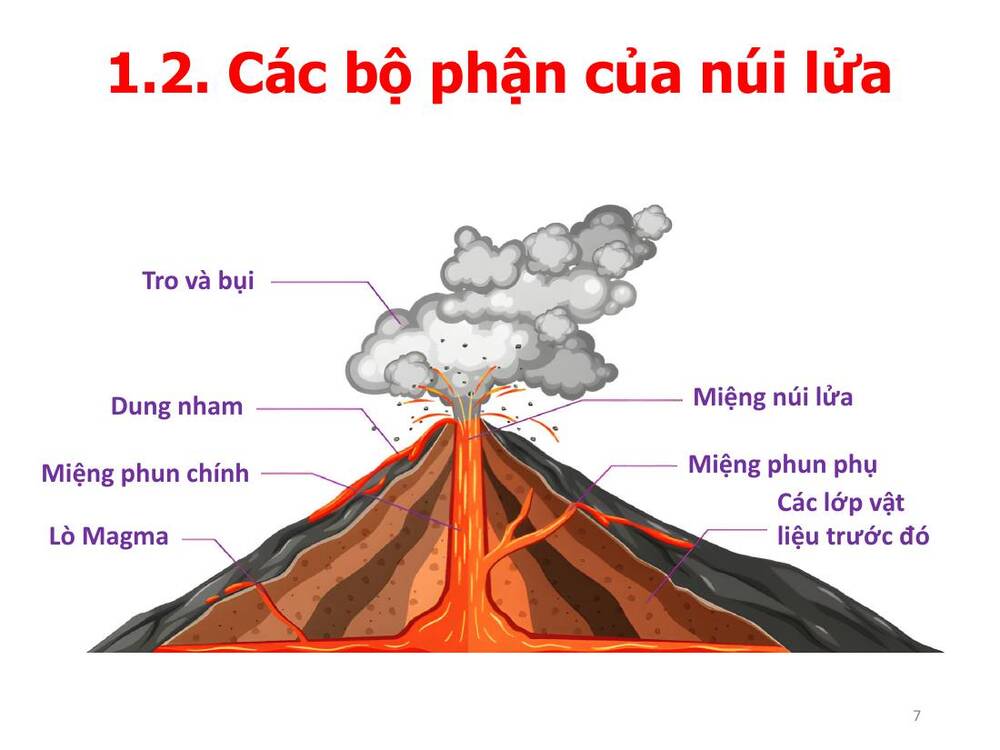 1.2. Các bộ phận của núi lửa
Tro và bụi
Dung nham
Miệng phun chính
Lò Magma
Miệng núi lửa
Miệng phun phụ
Các lớp vật
liệu trước đó
7